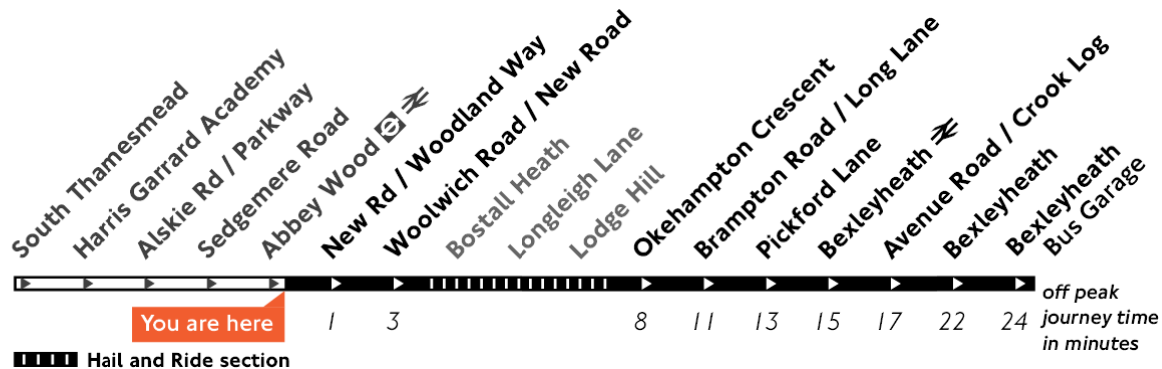 South Thamesmead
Harris Garrard Academy
Alskie Rd / Parkway
Sedgemere Road
Abbey Wood
New Rd / Woodland Way
Woolwich Road / New Road
Bostall Heath
Longleigh Lane
Lodge Hill
Okehampton Crescent
Brampton Road / Long Lane
Pickford Lane
Bexleyheath
Avenue Road / Crook Log
Bexleyheath
Bexleyheath
Bus Garage
You are here
1 3 8 11 13 15 17 22 24
off peak
journey time
in minutes
Hail and Ride section